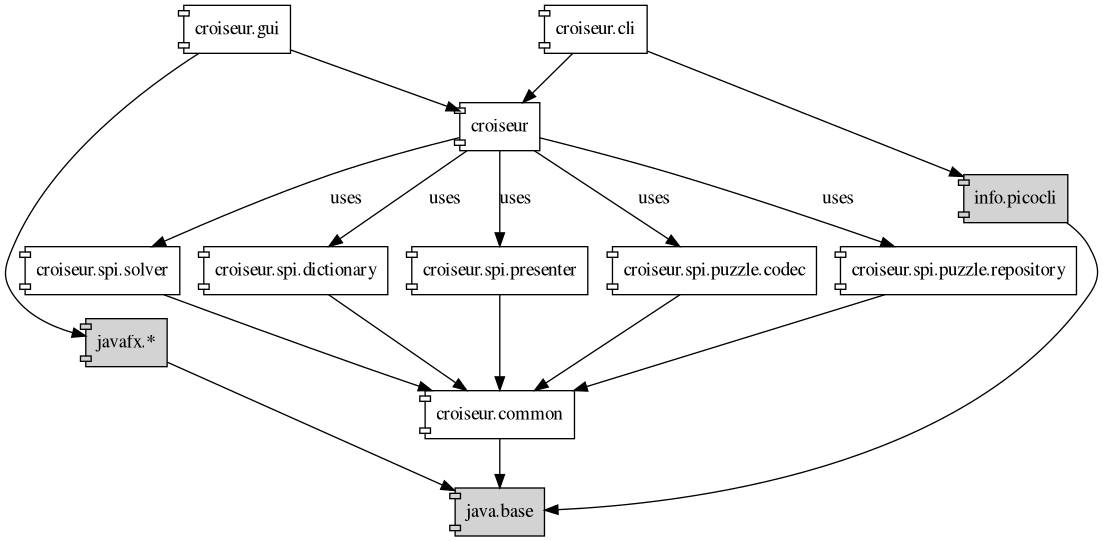 croiseur.gui
croiseur.cli
croiseur
info.picocli
uses
uses
uses
uses
uses
croiseur.spi.solver
croiseur.spi.dictionary
croiseur.spi.presenter
croiseur.spi.puzzle.codec
croiseur.spi.puzzle.repository
javafx.*
croiseur.common
java.base